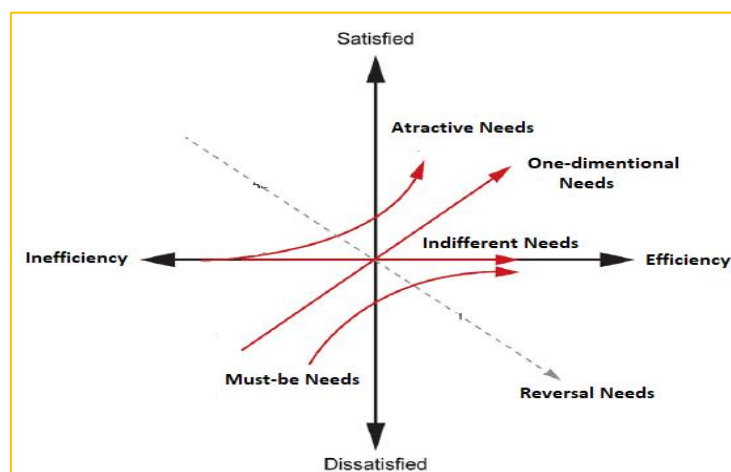 Satisfied
Atractive Needs
One-dimentional
Needs
Indifferent Needs
Inefficiency
Efficiency
Must-be Needs
Reversal Needs
Dissatisfied